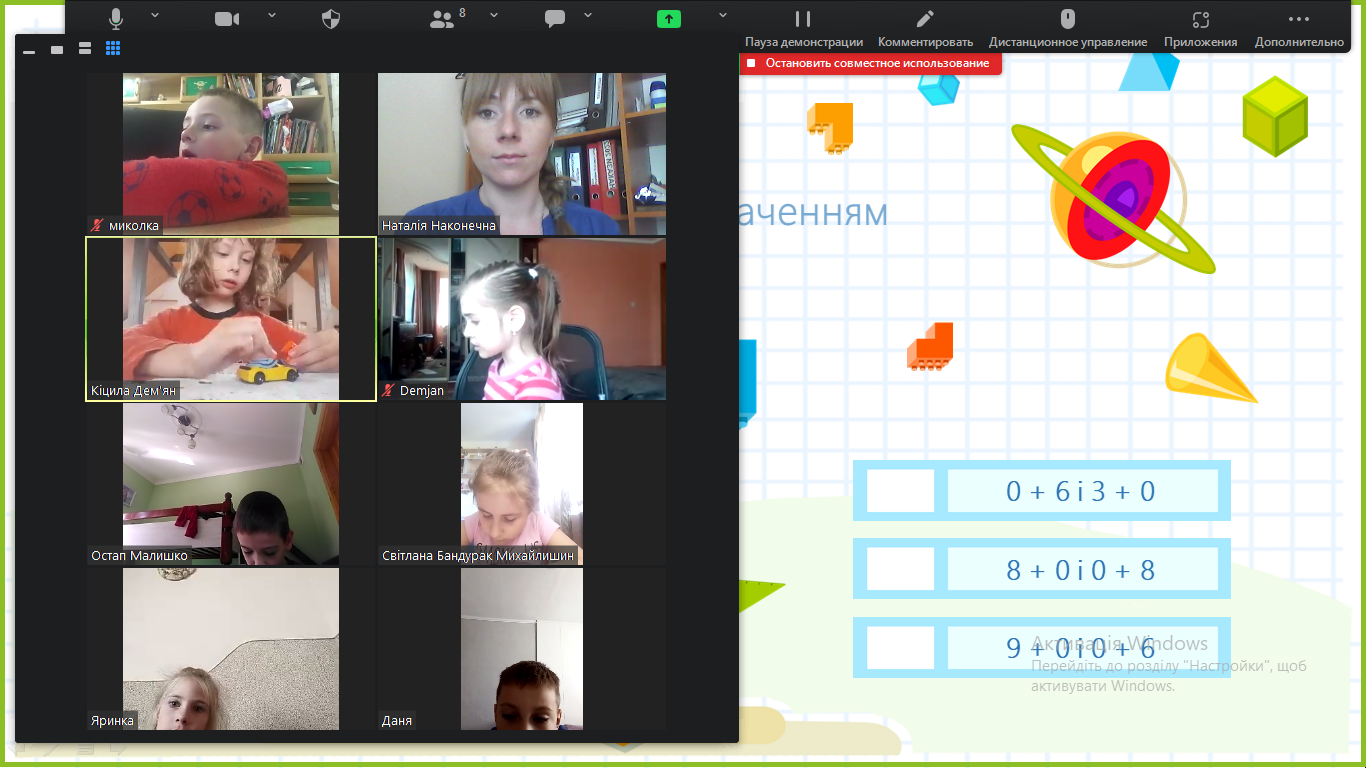 8
Пауза демонстрации
Комментировать
Дистанционное управление
Приложения
Дополнительно
Остановить совместное использование
миколка
Наталія Наконечна
аченням
Кіцила Дем'ян
Demjan
Остап Малишко
Світлана Бандурак Михайлишин
0 + 6 і 3 + 0
8 + 0 і 0 + 8
9 + 0 і 0 + 6
Активація Windows
Перейдіть до розділу "Настройки", щоб
активувати Windows.
Яринка
Даня